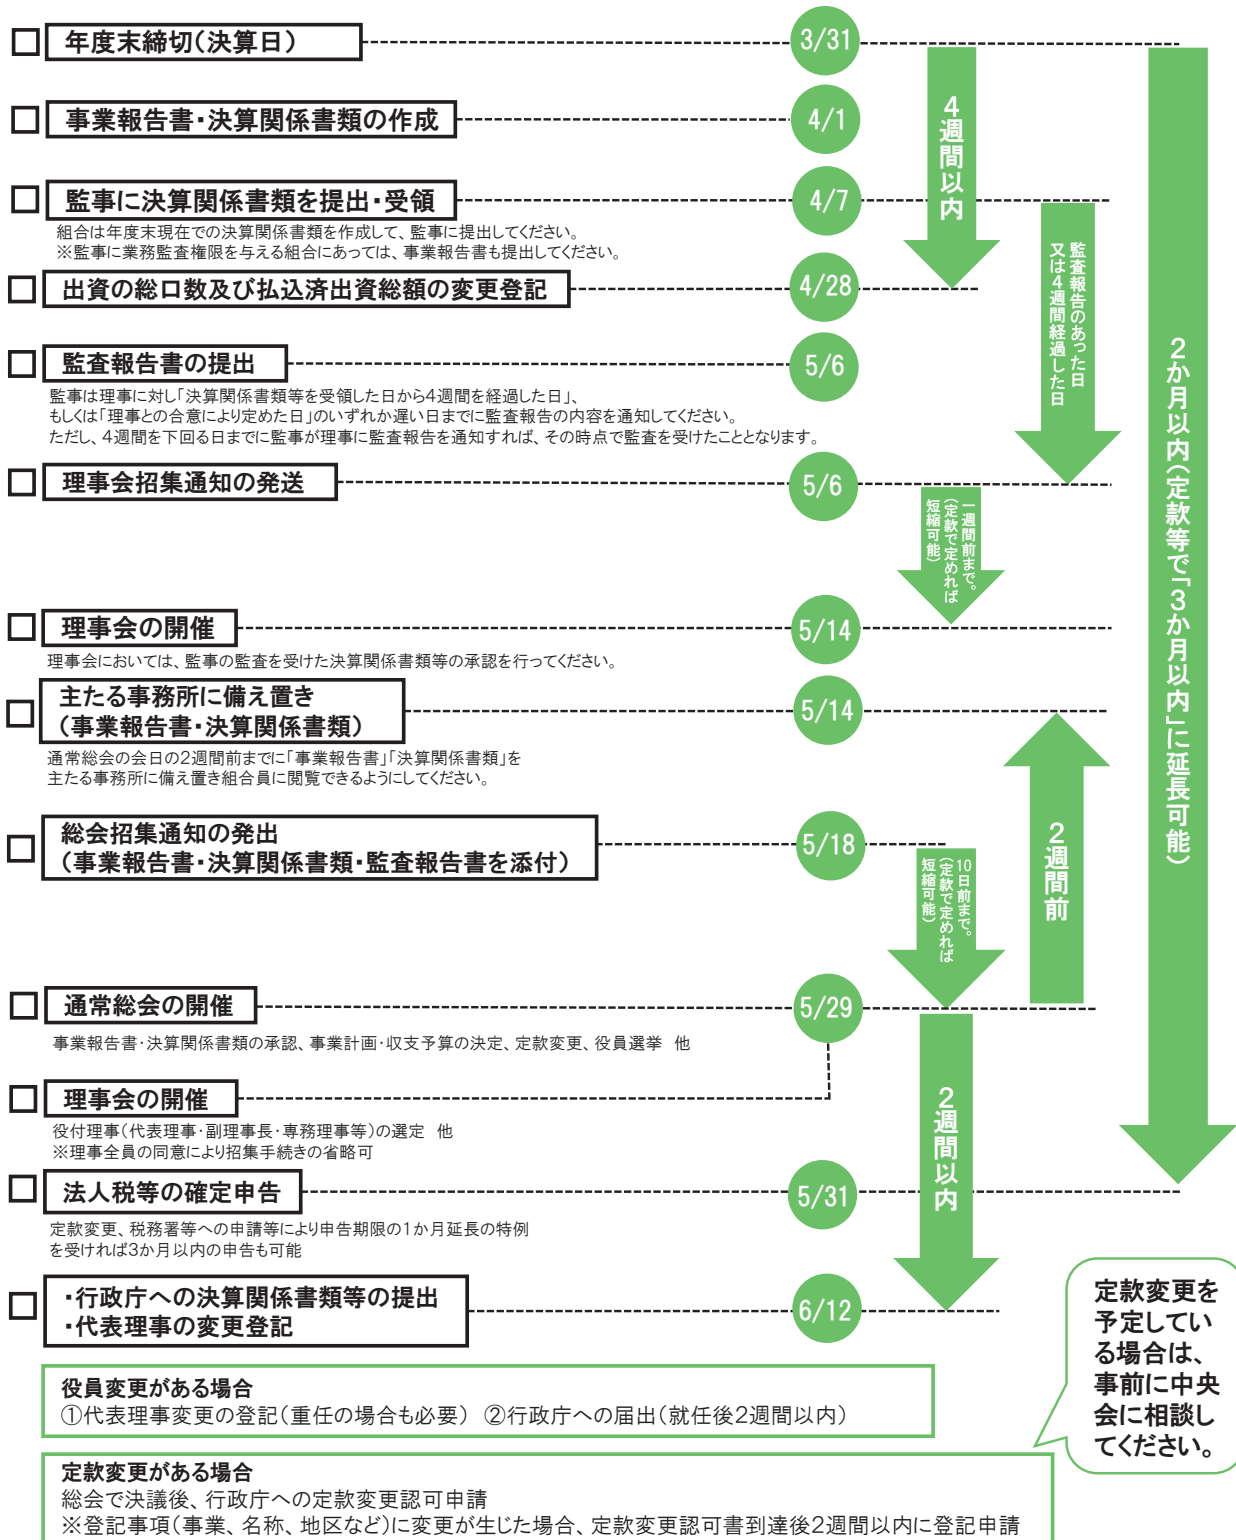 年度末締切(決算日)
3/31
事業報告書・決算関係書類の作成
4/1
4週間以内
監事に決算関係書類を提出・受領
4/7
組合は年度末現在での決算関係書類を作成して、監事に提出してください。
※監事に業務監査権限を与える組合にあっては、事業報告書も提出してください。
出資の総口数及び払込済出資総額の変更登記
4/28
監査報告のあった日
又は4週間経過した日
2か月以内(定款等で「3か月以内」に延長可能)
監査報告書の提出
5/6
監事は理事に対し「決算関係書類等を受領した日から4週間を経過した日」、
もしくは「理事との合意により定めた日」のいずれか遅い日までに監査報告の内容を通知してください。
ただし、4週間を下回る日までに監事が理事に監査報告を通知すれば、その時点で監査を受けたこととなります。
理事会招集通知の発送
5/6
一週間前まで。
(定款で定めれば
短縮可能)
理事会の開催
5/14
理事会においては、監事の監査を受けた決算関係書類等の承認を行ってください。
主たる事務所に備え置き
(事業報告書・決算関係書類)
5/14
通常総会の会日の2週間前までに「事業報告書」「決算関係書類」を
主たる事務所に備え置き組合員に閲覧できるようにしてください。
2週間前
総会招集通知の発出
(事業報告書・決算関係書類・監査報告書を添付)
5/18
10日前まで。
(定款で定めれば
短縮可能)
通常総会の開催
5/29
事業報告書・決算関係書類の承認、事業計画・収支予算の決定、定款変更、役員選挙 他
理事会の開催
役付理事(代表理事・副理事長・専務理事等)の選定 他
※理事全員の同意により招集手続きの省略可
2週間以内
法人税等の確定申告
5/31
定款変更、税務署等への申請等により申告期限の1か月延長の特例
を受ければ3か月以内の申告も可能
・行政庁への決算関係書類等の提出
・代表理事の変更登記
6/12
定款変更を
予定してい
る場合は、
事前に中央
会に相談し
てください。
役員変更がある場合
①代表理事変更の登記(重任の場合も必要) ②行政庁への届出(就任後2週間以内)
定款変更がある場合
総会で決議後、行政庁への定款変更認可申請
※登記事項(事業、名称、地区など)に変更が生じた場合、定款変更認可書到達後2週間以内に登記申請